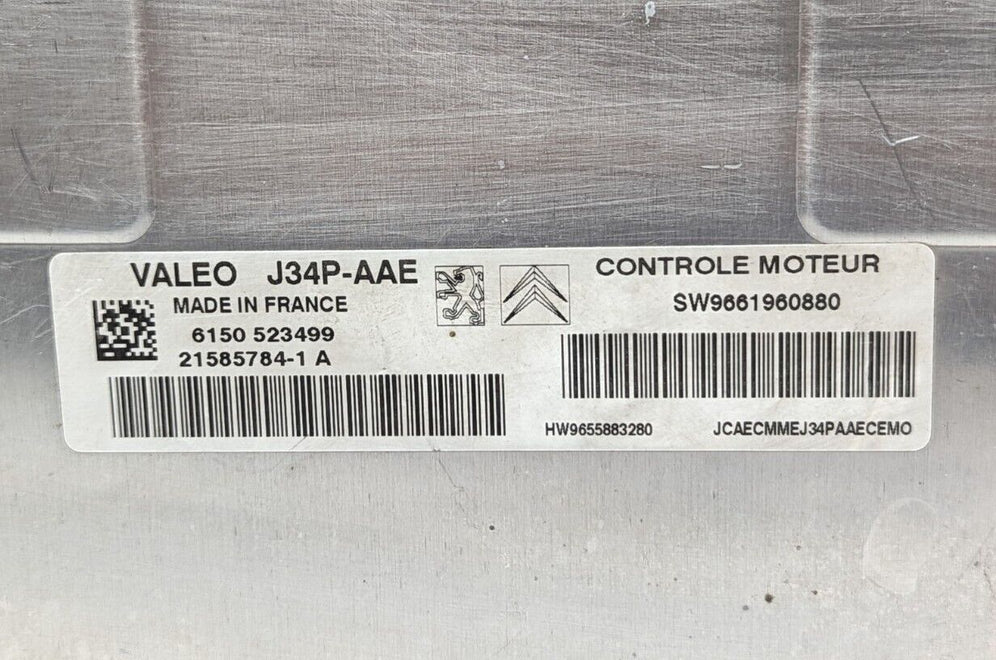 VALEO J34P-AAE
MADE IN FRANCE
6150 523499
21585784-1 A
CONTROLE MOTEUR
SW9661960880
HW9655883280
JCAECMMEJ34PAAECEMO